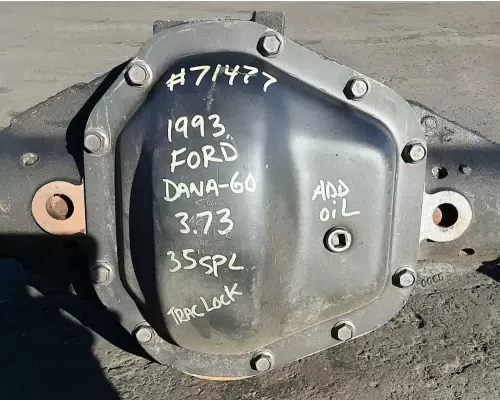 #71477
1993
FORD
DANA-60
3.73
35 SPL
TRAC LOCK
ADD
OIL